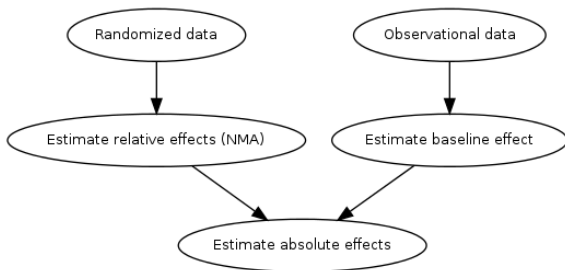 Randomized data
Observational data
Estimate relative effects (NMA)
Estimate baseline effect
Estimate absolute effects